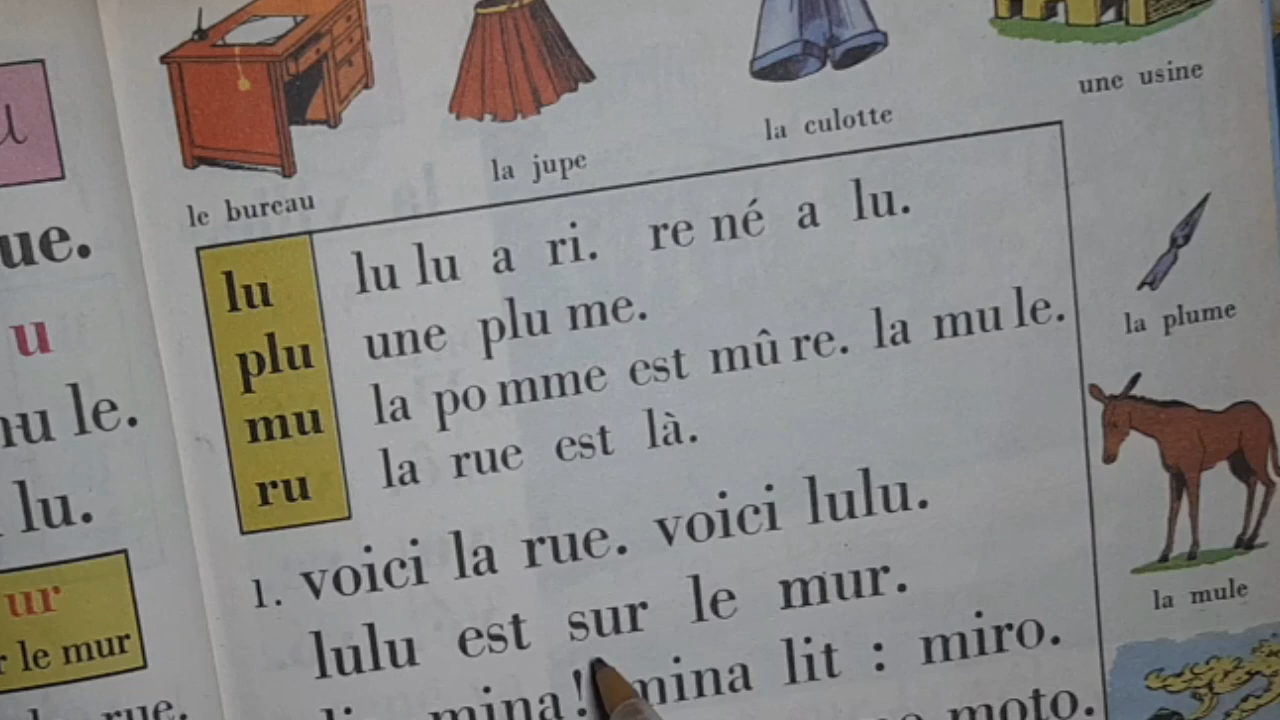 u
ue.
u
le.
lu.
ur
le mur
rue.
le bureau
la jupe
la culotte
une usine
lu
plu
mu
ru
lu lu a ri. re né a lu.
une plu me.
la po mme est mû re. la mu le.
la rue est là.
la plume
la mule
1. voici la rue. voici lulu.
lulu est sur le mur.
mina! mina lit : miro.
moto.